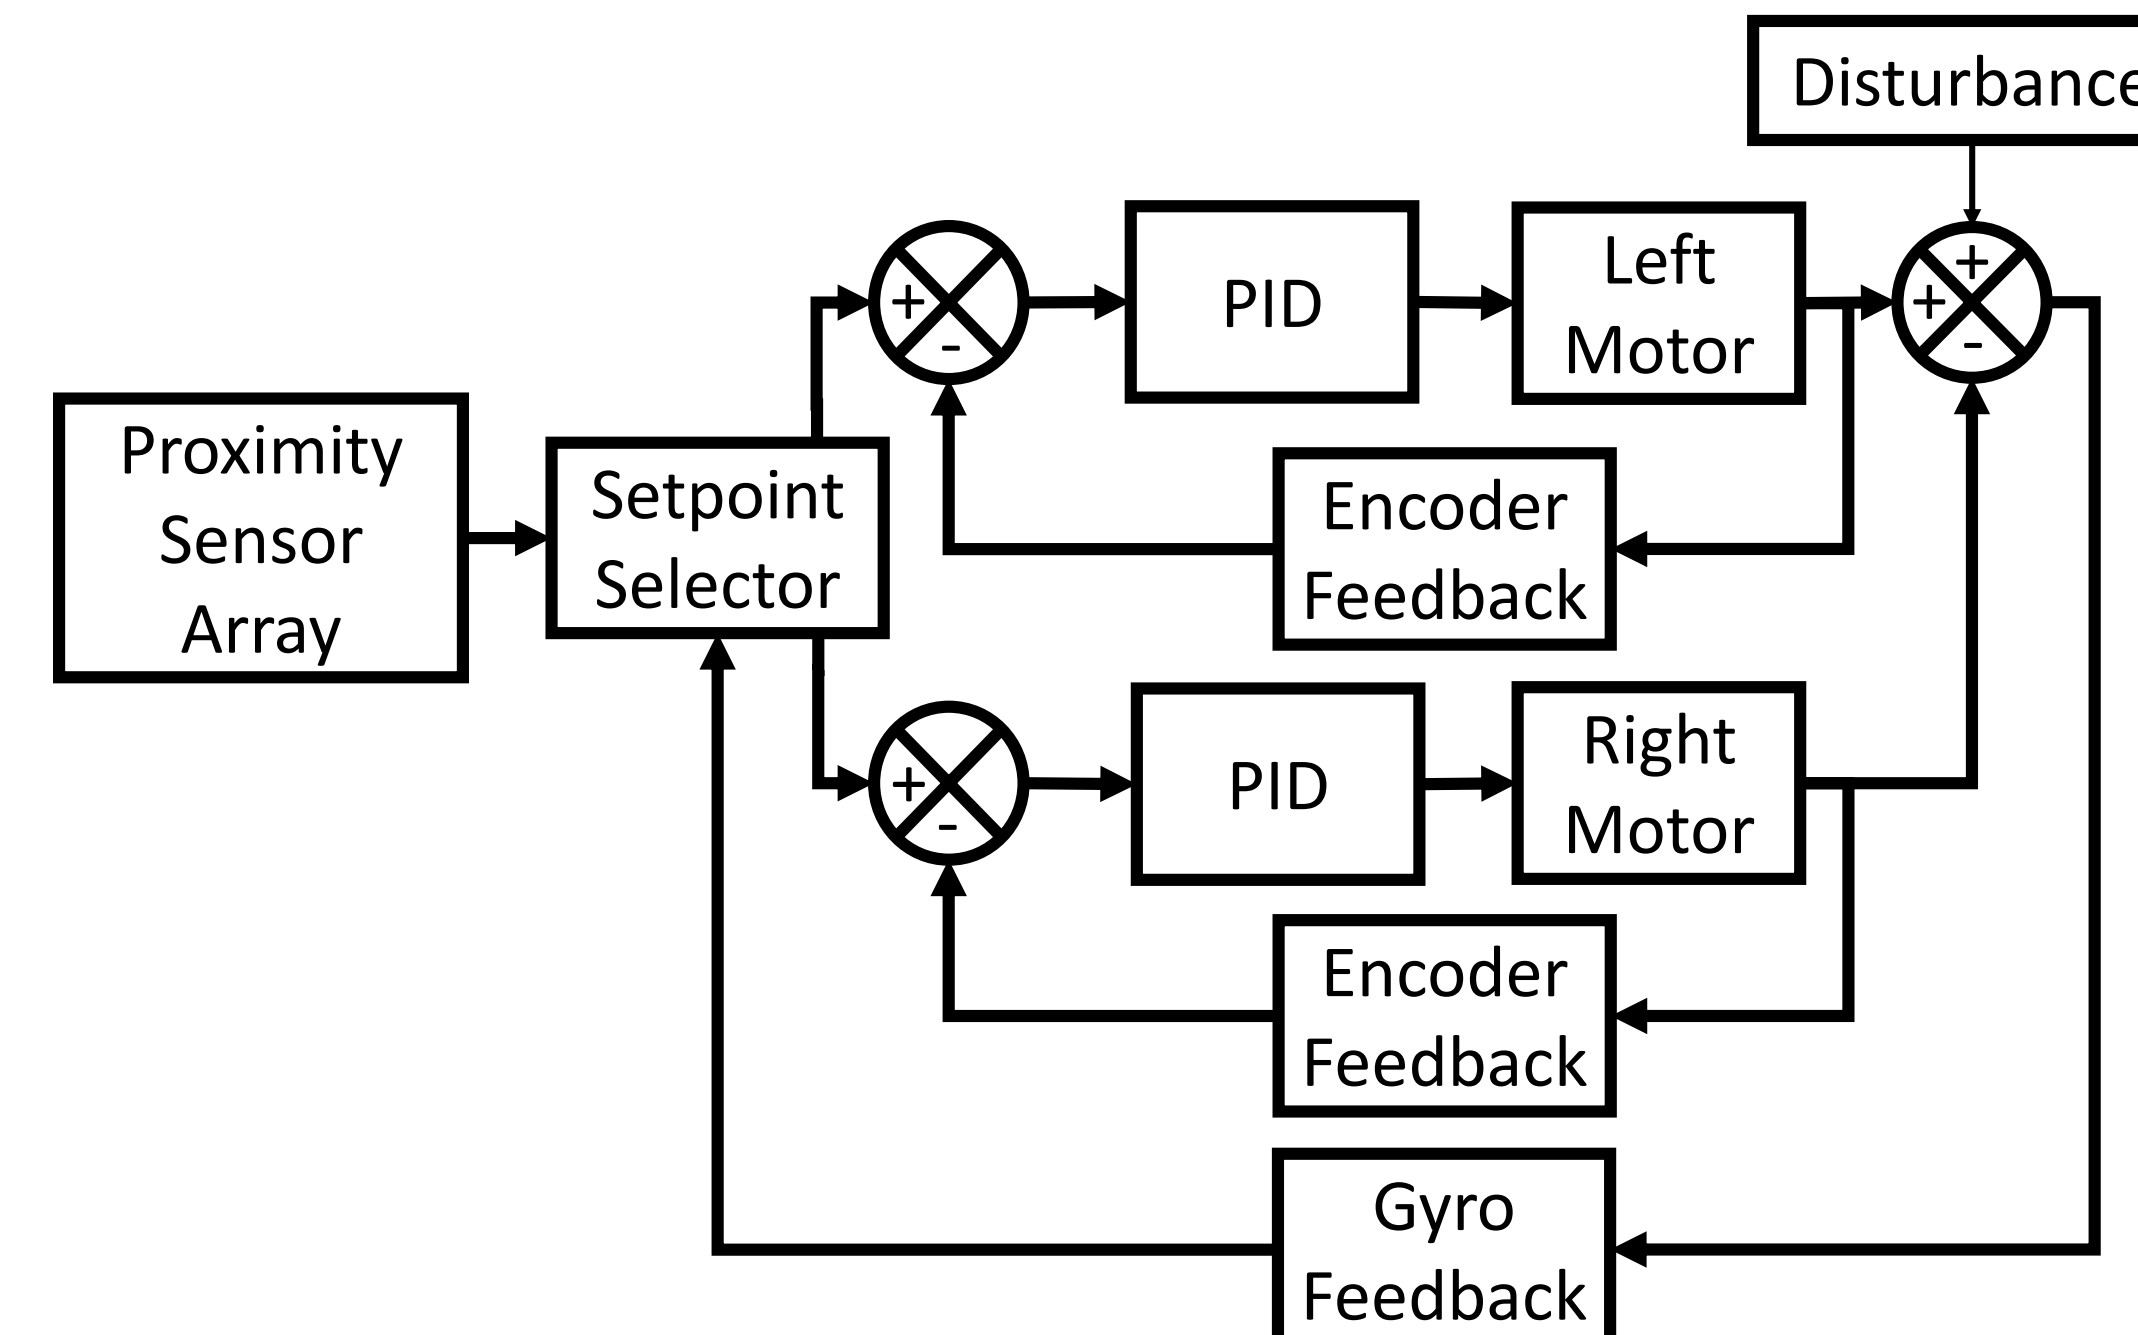 Disturbance
+
-
PID
Left
Motor
+
+
-
Proximity
Sensor
Array
Setpoint
Selector
Encoder
Feedback
+
-
PID
Right
Motor
Encoder
Feedback
Gyro
Feedback